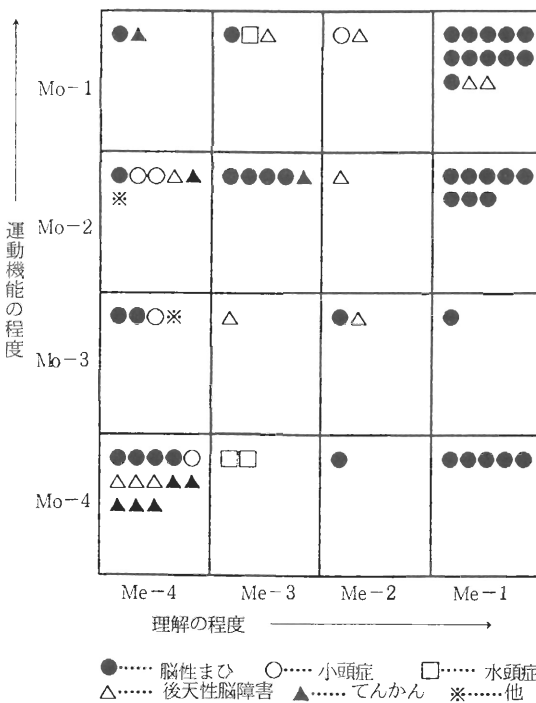 Mo-1
Mo-2
運動機能の程度
Mo-3
Mo-4
Me-4 Me-3 Me-2 Me-1
理解の程度
●…… 脳性まひ ○…… 小頭症 □…… 水頭症
△…… 後天性脳障害 ▲…… てんかん ※……他